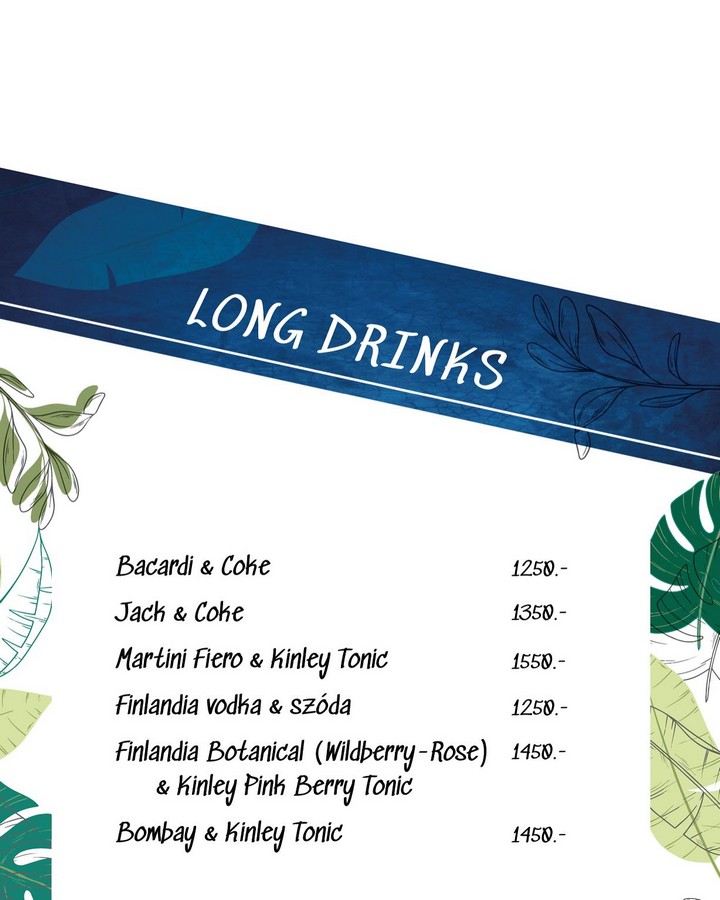 LONG DRINKS
Bacardi & Coke 1250.-
Jack & Coke 1350.-
Martini Fiero & Kinley Tonic 1550.-
Finlandia vodka & szóda 1250.-
Finlandia Botanical (Wildberry-Rose) 1450.-
& Kinley Pink Berry Tonic
Bombay & Kinley Tonic 1450.-